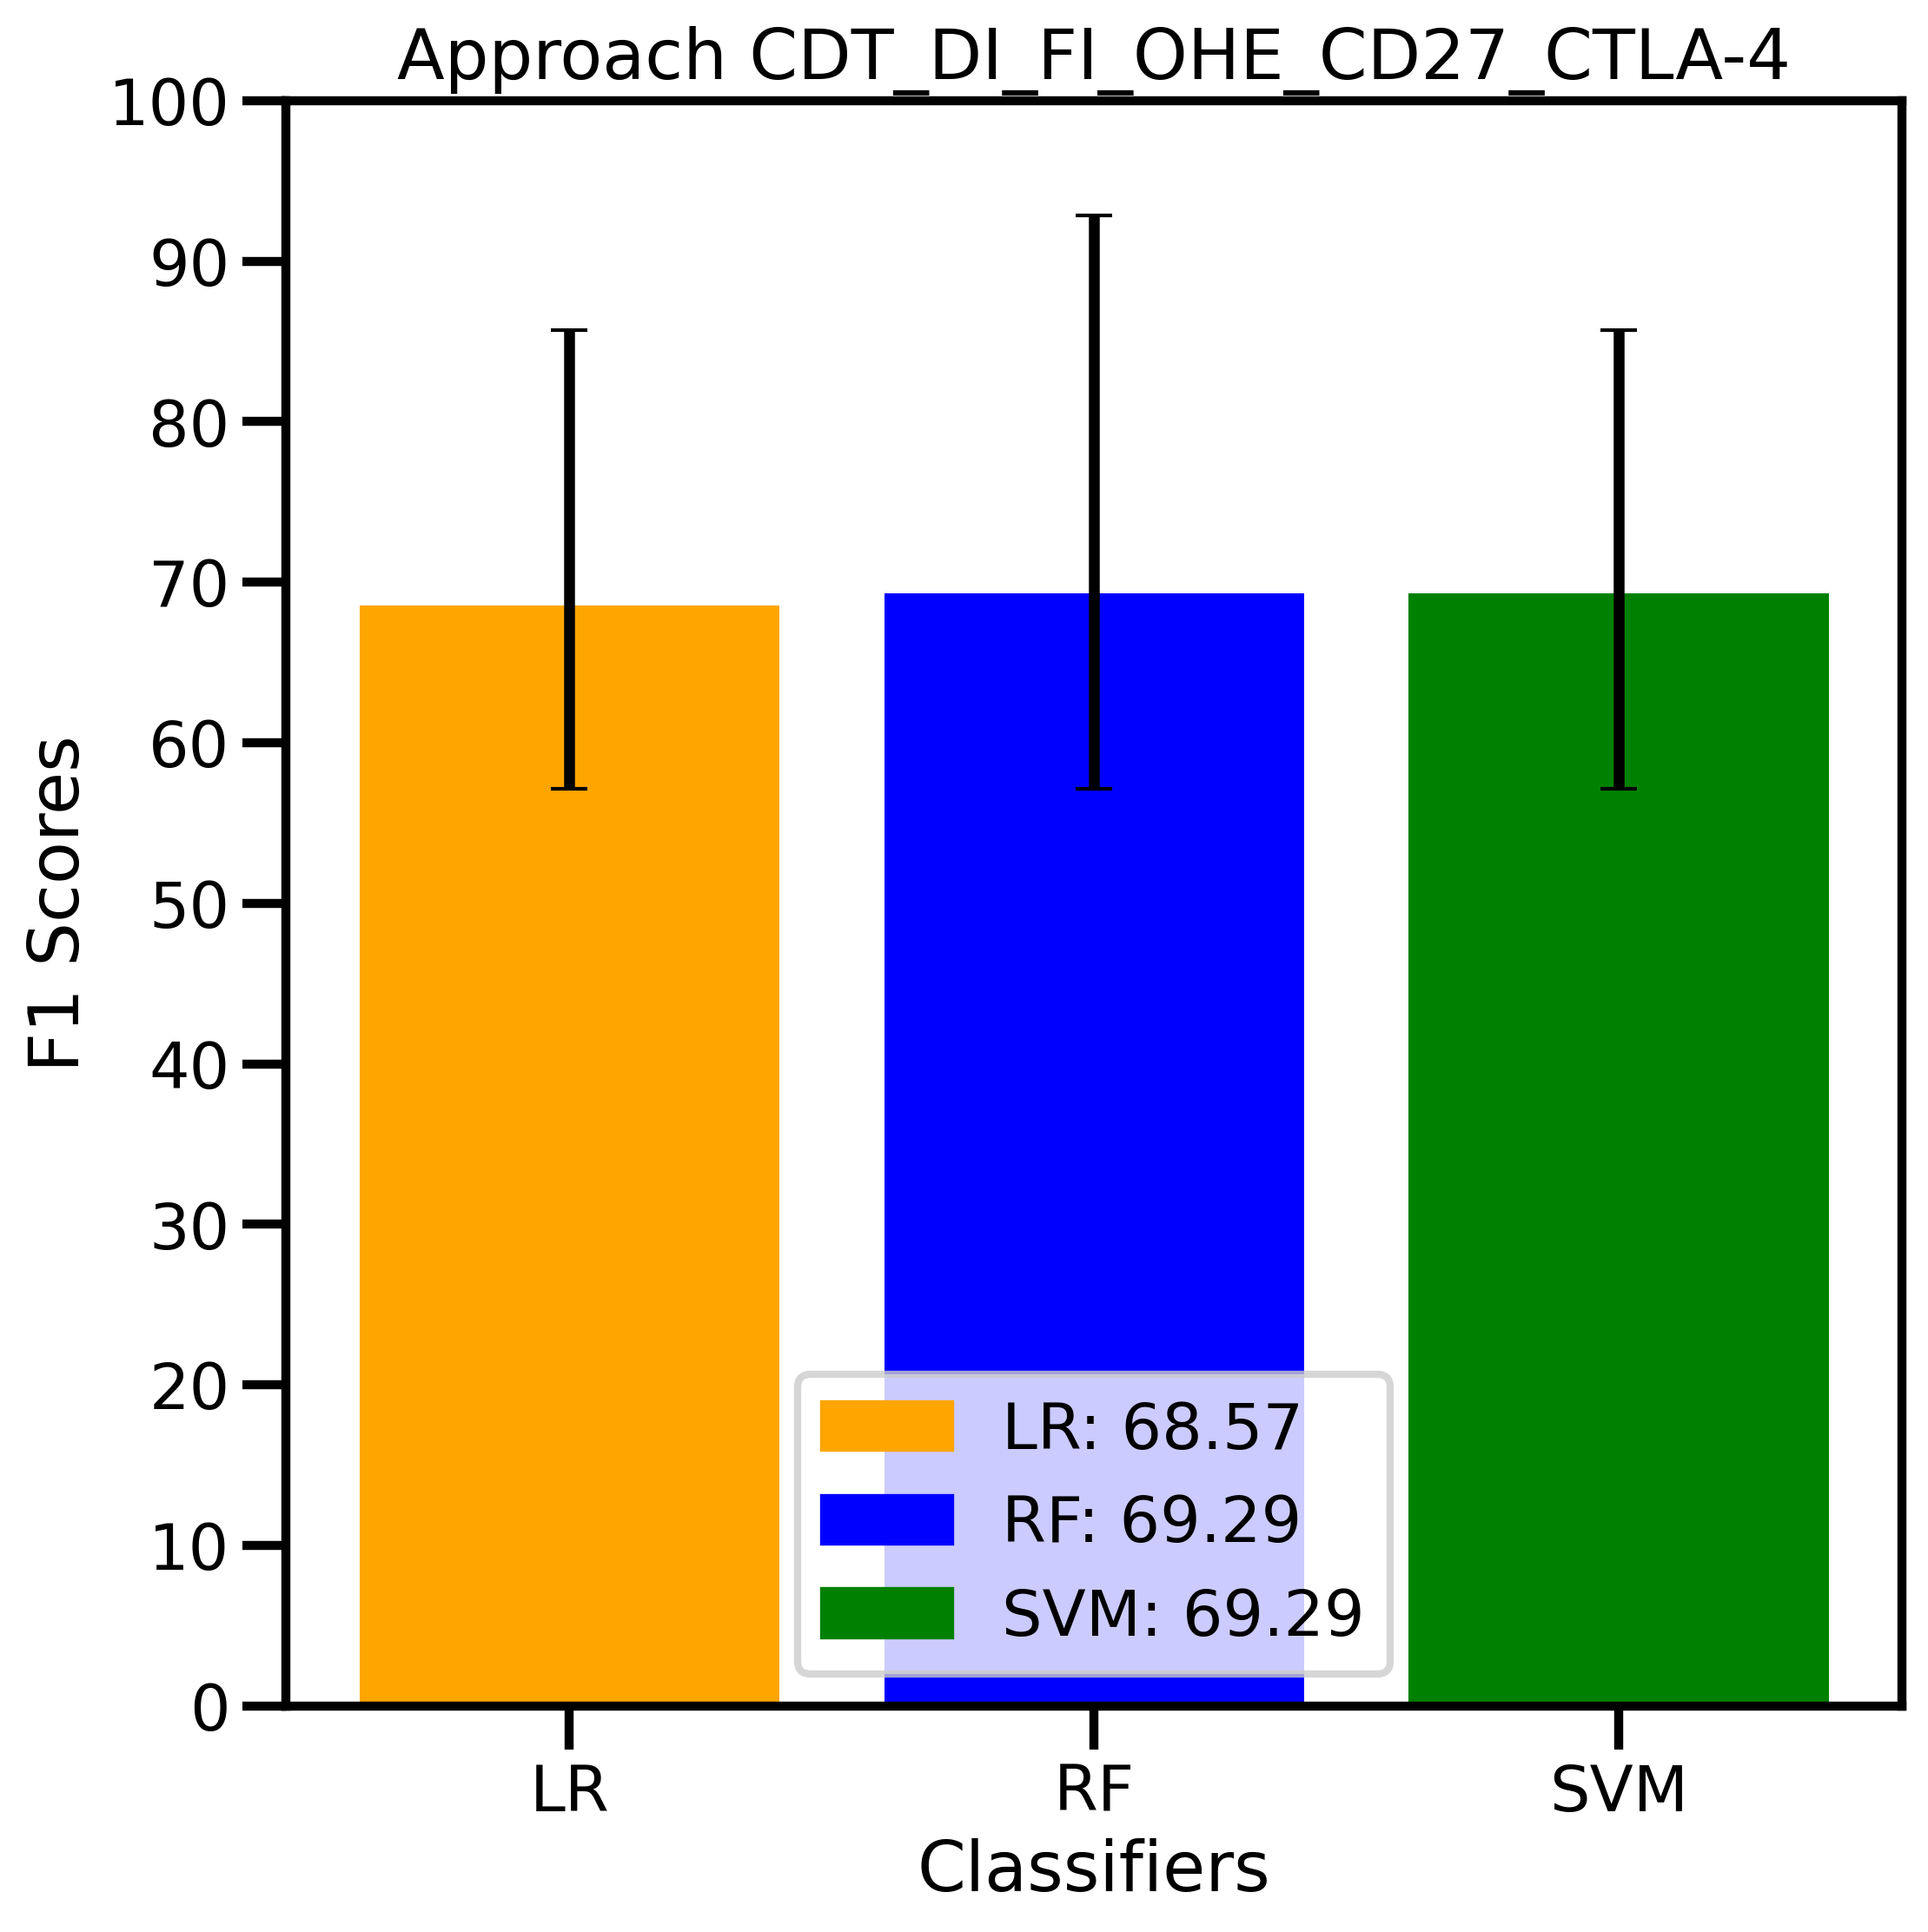 Approach CDT_DI_FI_OHE_CD27_CTLA-4
100
90
80
70
60
50
40
30
20
10
0
F1 Scores
LR: 68.57
RF: 69.29
SVM: 69.29
LR
RF
SVM
Classifiers